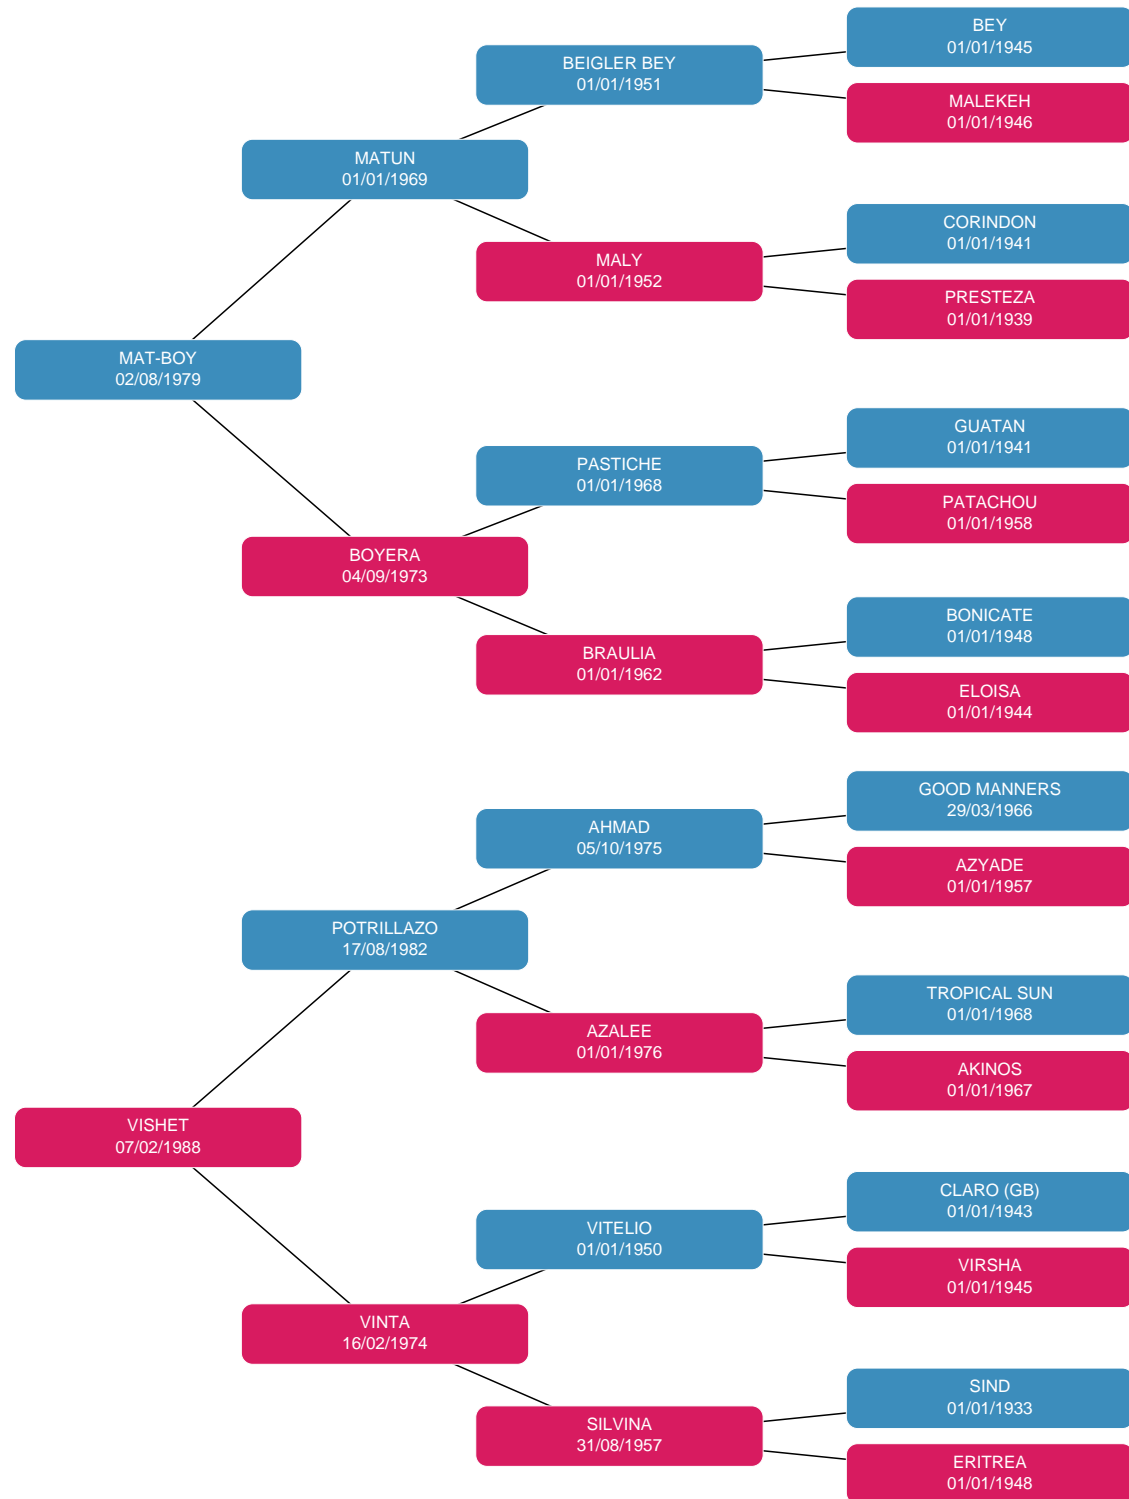 BEY
01/01/1945
BEIGLER BEY
01/01/1951
MALEKEH
01/01/1946
MATUN
01/01/1969
CORINDON
01/01/1941
MALY
01/01/1952
PRESTEZA
01/01/1939
MAT-BOY
02/08/1979
GUATAN
01/01/1941
PASTICHE
01/01/1968
PATACHOU
01/01/1958
BOYERA
04/09/1973
BONICATE
01/01/1948
BRAULIA
01/01/1962
ELOISA
01/01/1944
GOOD MANNERS
29/03/1966
AHMAD
05/10/1975
AZYADE
01/01/1957
POTRILLAZO
17/08/1982
TROPICAL SUN
01/01/1968
AZALEE
01/01/1976
AKINOS
01/01/1967
VISHET
07/02/1988
CLARO (GB)
01/01/1943
VITELIO
01/01/1950
VIRSHA
01/01/1945
VINTA
16/02/1974
SIND
01/01/1933
SILVINA
31/08/1957
ERITREA
01/01/1948